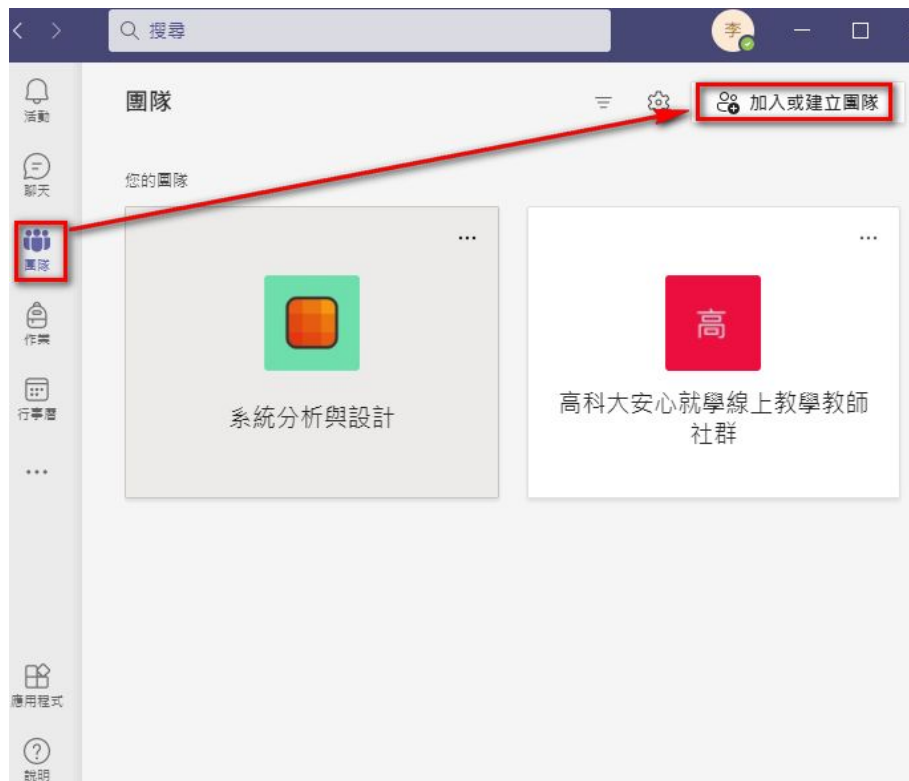 搜尋
李
活動
聊天
團隊
作業
行事曆
...
應用程式
說明
團隊
加入或建立團隊
您的團隊
...
系統分析與設計
...
高
高科大安心就學線上教學教師
社群